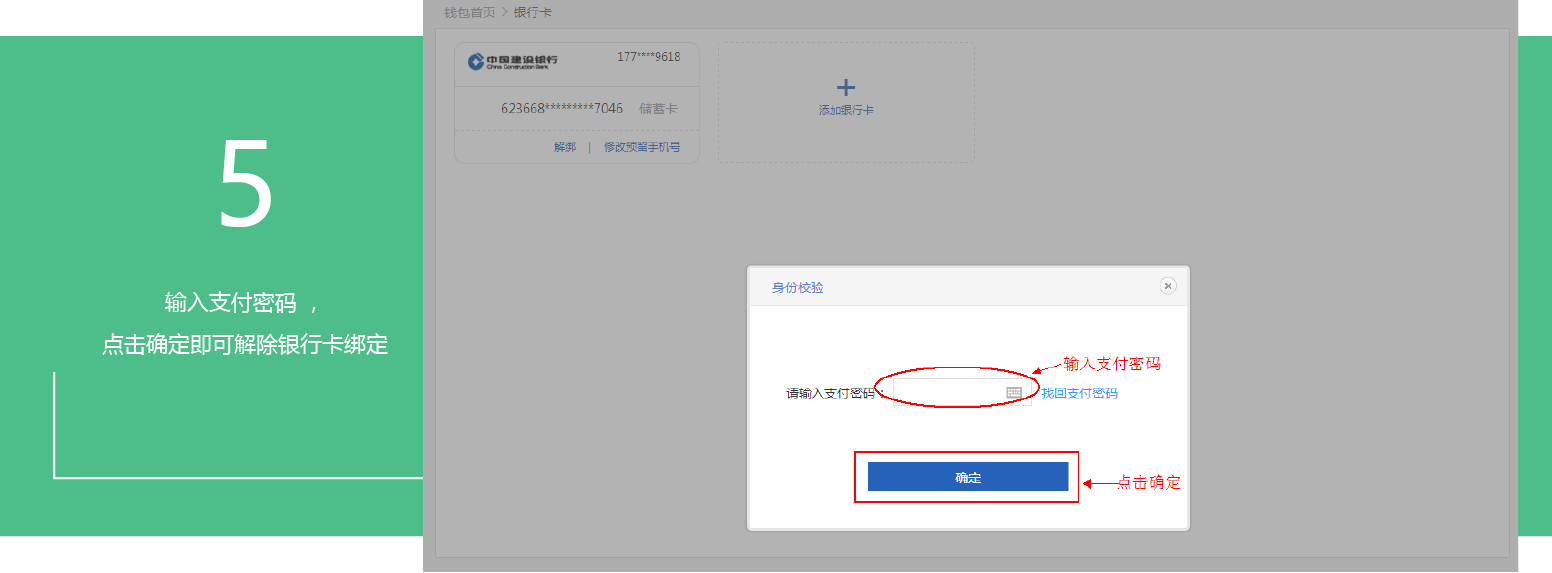 5
输入支付密码 ，
点击确定即可解除银行卡绑定
钱包首页 > 银行卡
中国建设银行
China Construction Bank
177****9618
623668*********7046 储蓄卡
解绑 | 修改预留手机号
添加银行卡
身份校验
输入支付密码
请输入支付密码：
找回支付密码
确定
点击确定